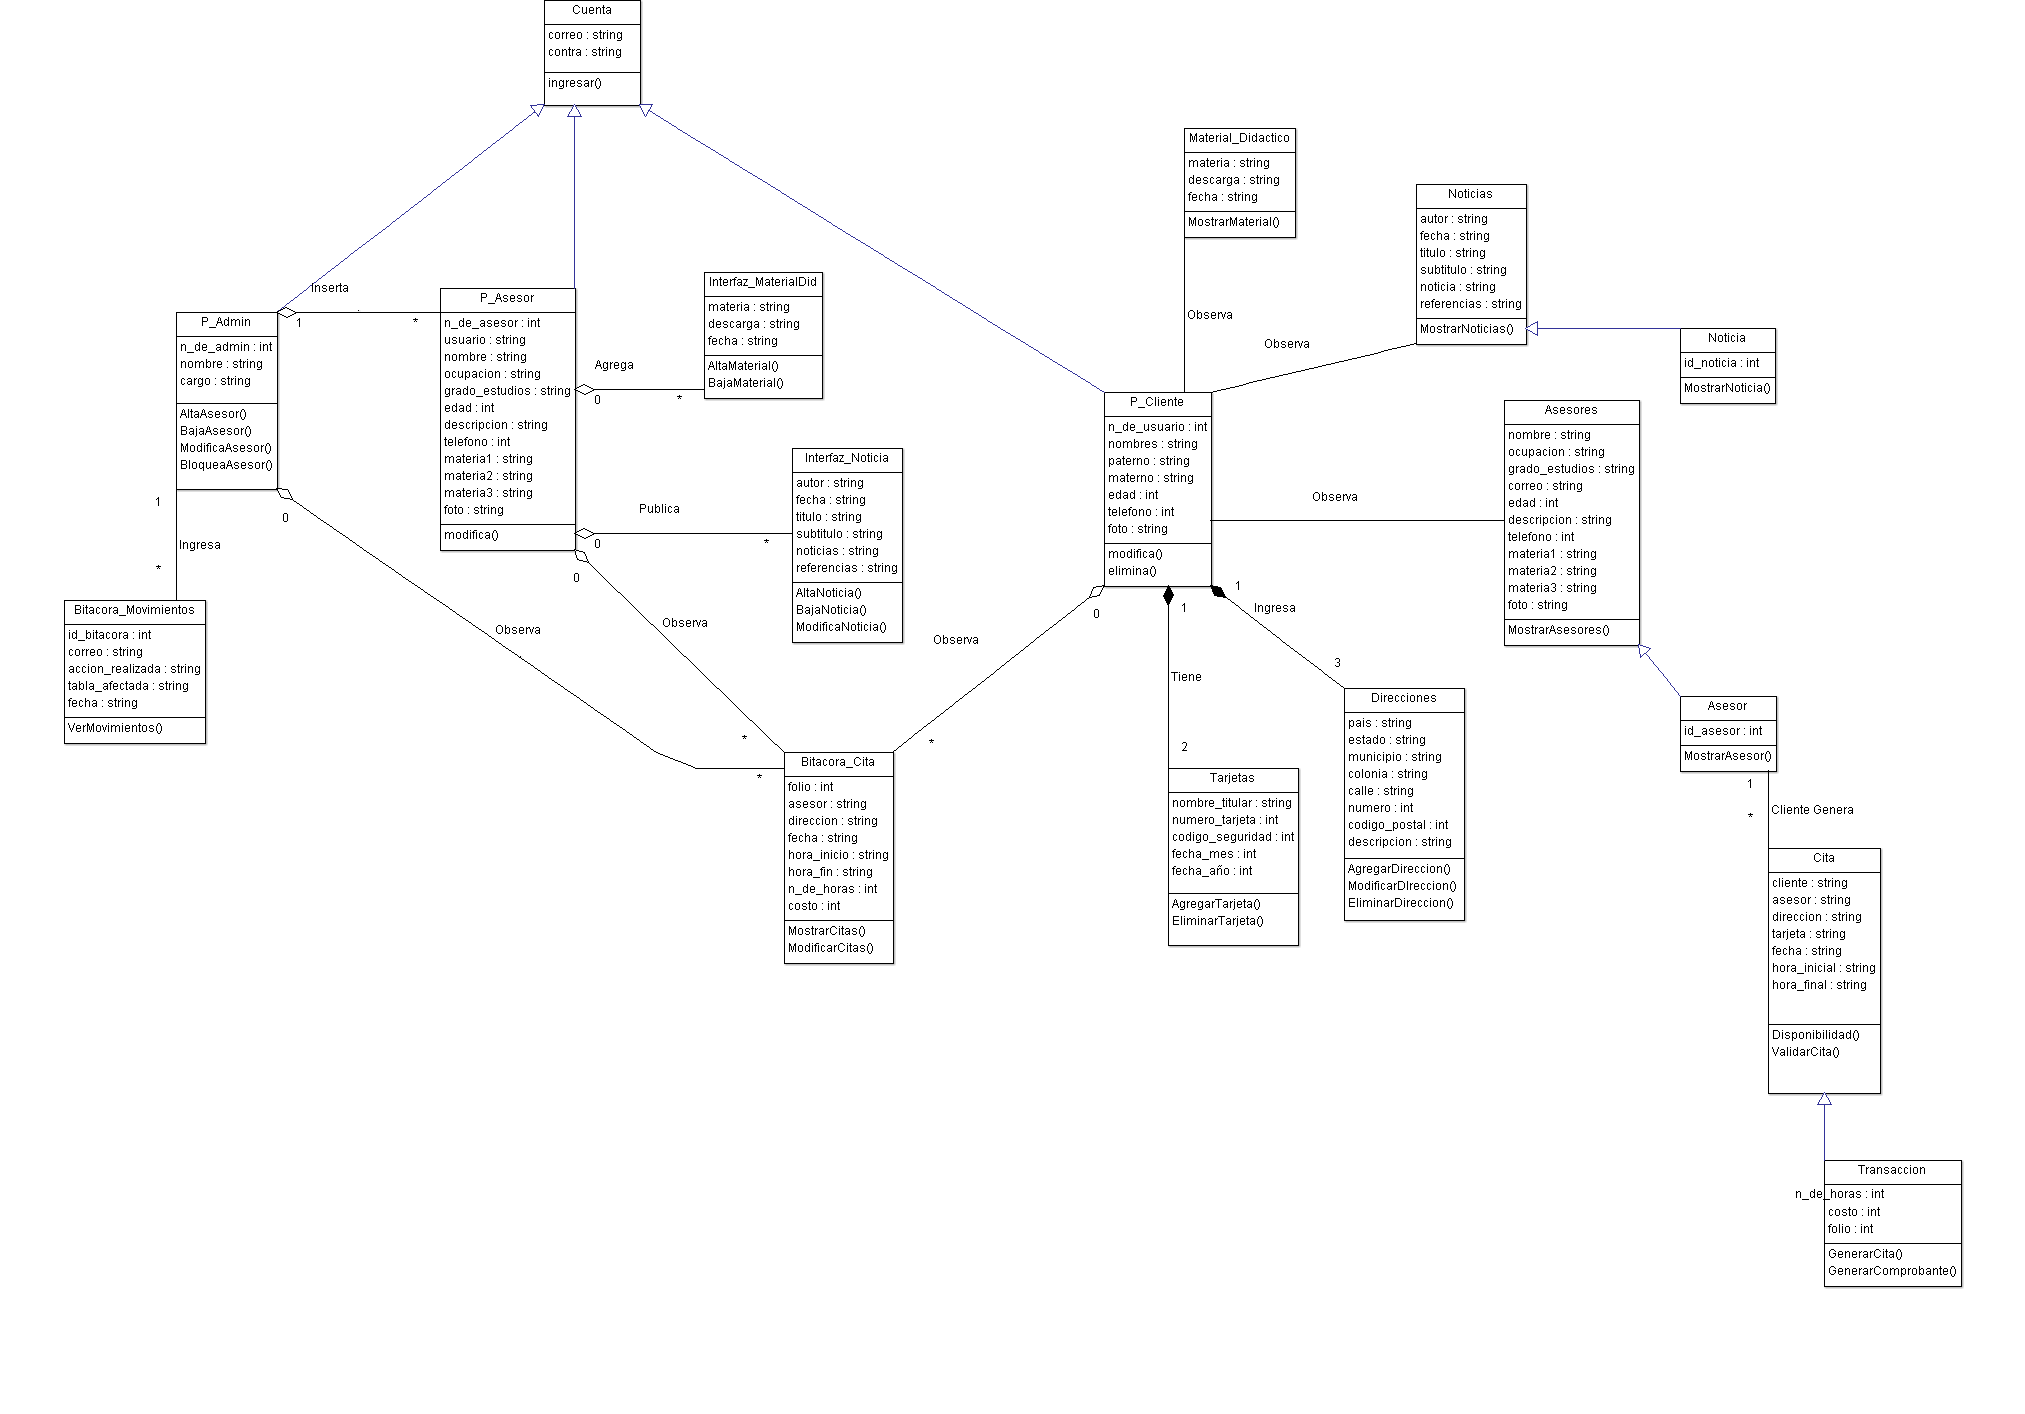 Cuenta
correo : string
contra : string
ingresar()
Material_Didactico
materia : string
descarga : string
fecha : string
MostrarMaterial()
Noticias
autor : string
fecha : string
titulo : string
subtitulo : string
noticia : string
referencias : string
MostrarNoticias()
Noticia
id_noticia : int
MostrarNoticia()
Inserta
1
*
P_Admin
n_de_admin : int
nombre : string
cargo : string
AltaAsesor()
BajaAsesor()
ModificaAsesor()
BloqueaAsesor()
P_Asesor
n_de_asesor : int
usuario : string
nombre : string
ocupacion : string
grado_estudios : string
edad : int
descripcion : string
telefono : int
materia1 : string
materia2 : string
materia3 : string
foto : string
modifica()
Interfaz_MaterialDid
materia : string
descarga : string
fecha : string
AltaMaterial()
BajaMaterial()
Agrega
0
*
Interfaz_Noticia
autor : string
fecha : string
titulo : string
subtitulo : string
noticias : string
referencias : string
AltaNoticia()
BajaNoticia()
ModificaNoticia()
Publica
0
*
Observa
Observa
P_Cliente
n_de_usuario : int
nombres : string
paterno : string
materno : string
edad : int
telefono : int
foto : string
modifica()
elimina()
Observa
Asesores
nombre : string
ocupacion : string
grado_estudios : string
correo : string
edad : int
descripcion : string
telefono : int
materia1 : string
materia2 : string
materia3 : string
foto : string
MostrarAsesores()
1
Ingresa
*
Bitacora_Movimientos
id_bitacora : int
correo : string
accion_realizada : string
tabla_afectada : string
fecha : string
VerMovimientos()
0
Observa
*
0
Observa
*
0
Observa
*
Bitacora_Cita
folio : int
asesor : string
direccion : string
fecha : string
hora_inicio : string
hora_fin : string
n_de_horas : int
costo : int
MostrarCitas()
ModificarCitas()
1
Tiene
2
Tarjetas
nombre_titular : string
numero_tarjeta : int
codigo_seguridad : int
fecha_mes : int
fecha_año : int
AgregarTarjeta()
EliminarTarjeta()
1
Ingresa
3
Direcciones
pais : string
estado : string
municipio : string
colonia : string
calle : string
numero : int
codigo_postal : int
descripcion : string
AgregarDireccion()
ModificarDIreccion()
EliminarDireccion()
Asesor
id_asesor : int
MostrarAsesor()
1
Cliente Genera
*
Cita
cliente : string
asesor : string
direccion : string
tarjeta : string
fecha : string
hora_inicial : string
hora_final : string
Disponibilidad()
ValidarCita()
Transaccion
n_de_horas : int
costo : int
folio : int
GenerarCita()
GenerarComprobante()